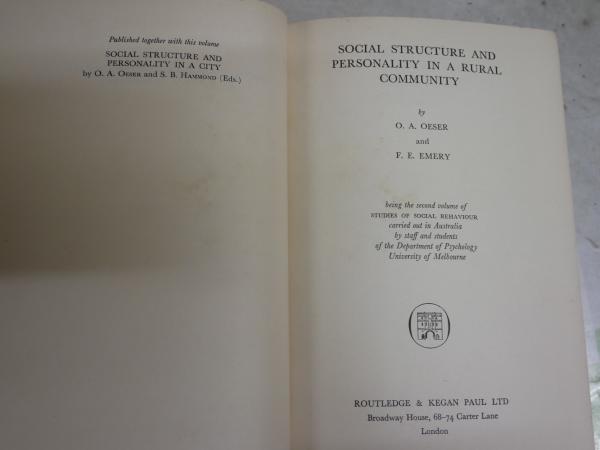 Published together with this volume
SOCIAL STRUCTURE AND
PERSONALITY IN A CITY
by O. A. OESER and S. B. HAMMOND (Eds.)
SOCIAL STRUCTURE AND
PERSONALITY IN A RURAL
COMMUNITY
by
O. A. OESER
and
F. E. EMERY
being the second volume of
STUDIES OF SOCIAL BEHAVIOUR
carried out in Australia
by staff and students
of the Department of Psychology
University of Melbourne
ROUTLEDGE & KEGAN PAUL LTD
Broadway House, 68–74 Carter Lane
London